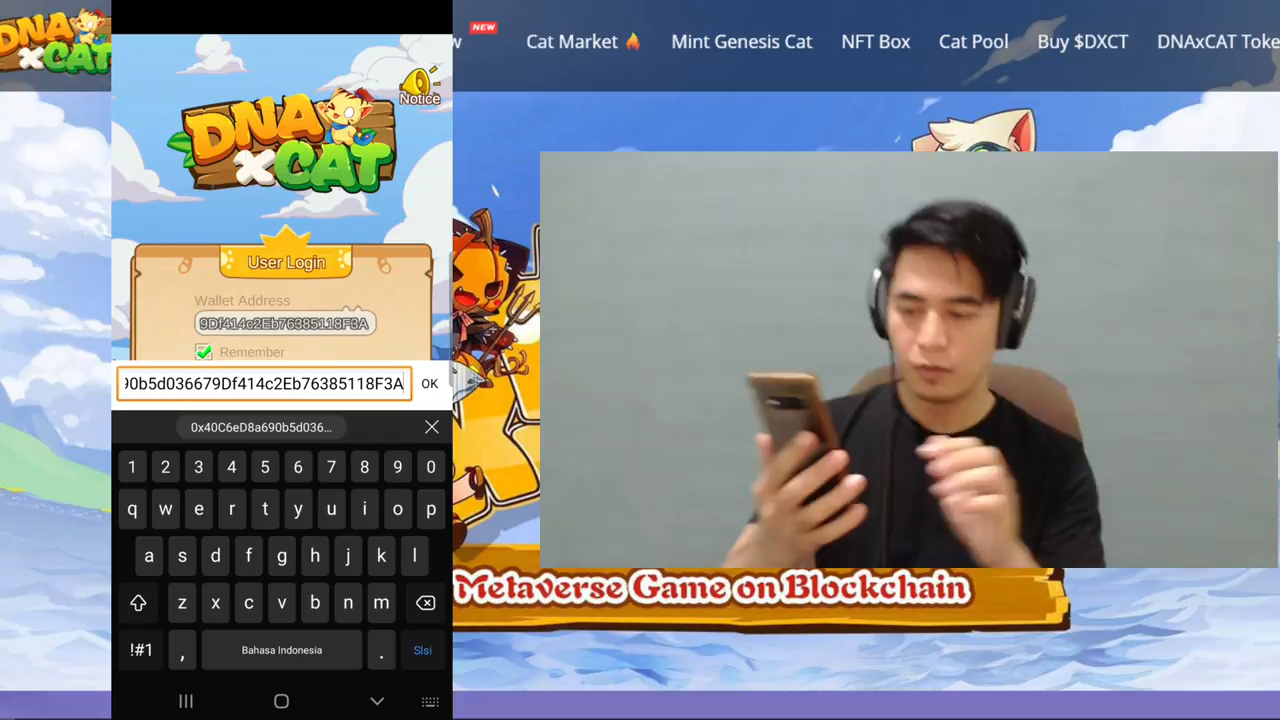 DNA
xCAT
NEW
Cat Market
Mint Genesis Cat
NFT Box
Cat Pool
Buy $DXCT
DNAxCAT Toke
Notice
DNA
xCAT
User Login
Wallet Address
9Df414c2Eb76385118F3A
Remember
90b5d036679Df414c2Eb76385118F3A
OK
0x40C6eD8a690b5d036...
1 2 3 4 5 6 7 8 9 0
q w e r t y u i o p
a s d f g h j k l
z x c v b n m
!#1 , Bahasa Indonesia . Slsi
Metaverse Game on Blockchain